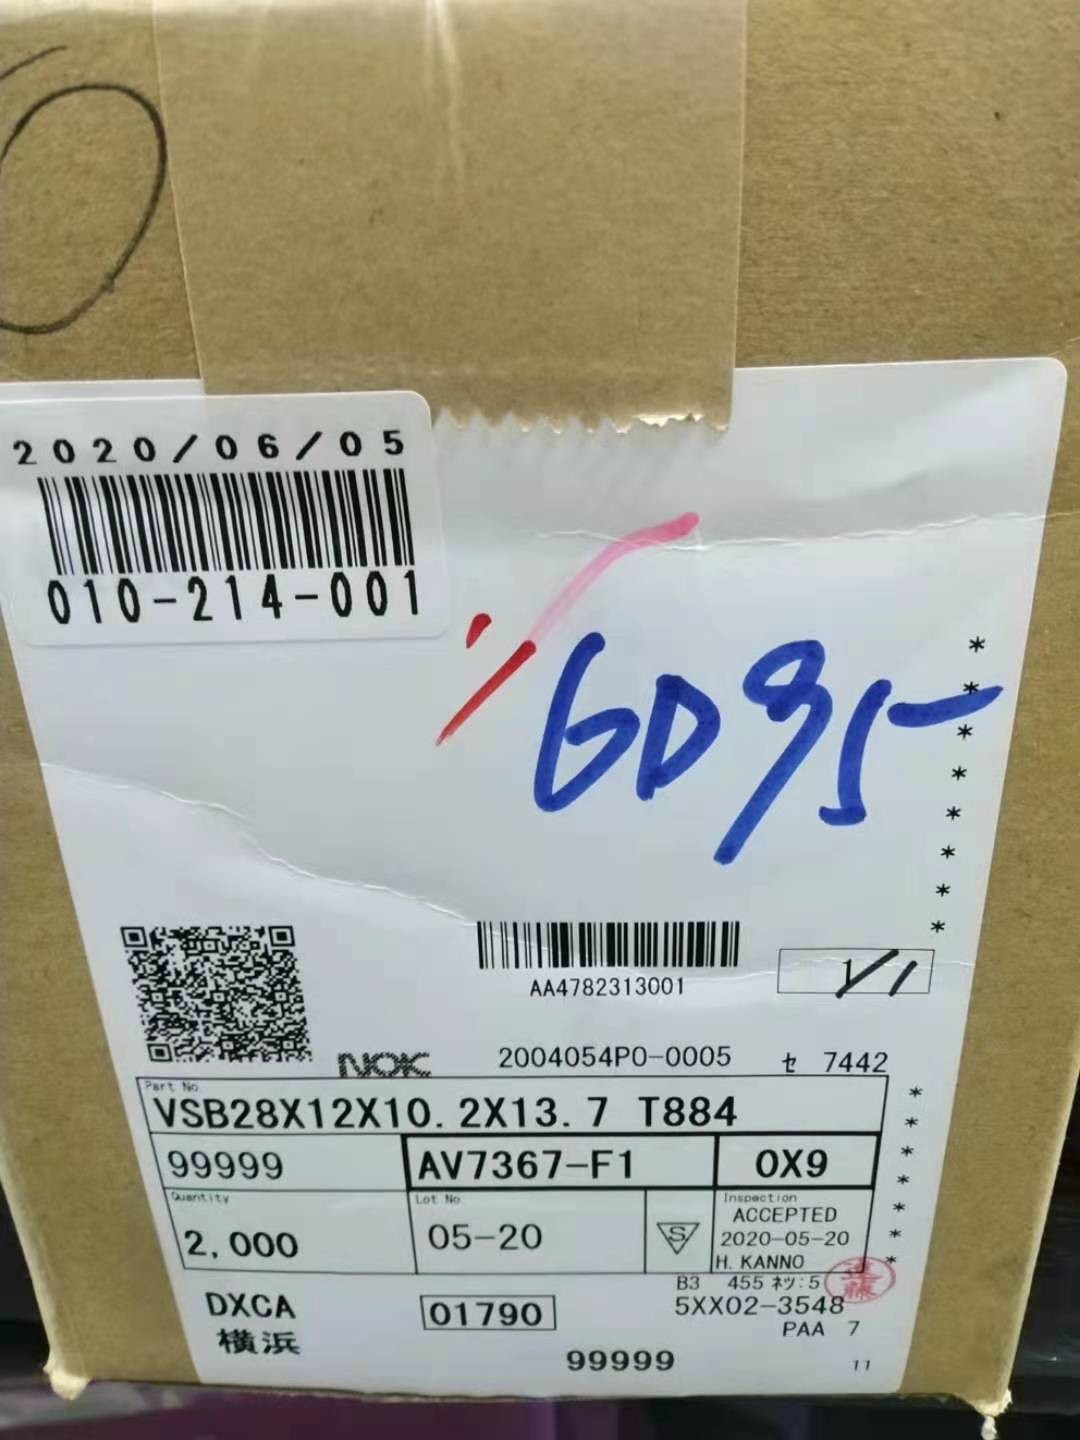 2020/06/05
010-214-001
6D95
AA4782313001
1/1
NOK
2004054P0-0005 セ 7442
Part No
VSB28X12X10.2X13.7 T884
99999 AV7367-F1 0X9
Quantity
2,000
Lot No
05-20
S
Inspection
ACCEPTED
2020-05-20
H. KANNO
B3 455 ネツ:5
遠藤
DXCA
横浜
01790
5XX02-3548
PAA 7
99999
11